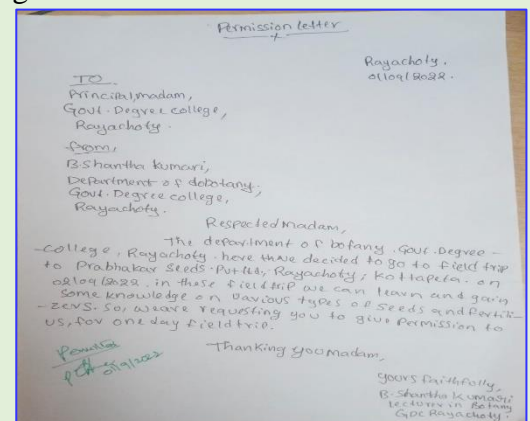 Permission letter
Rayachoty.
01/09/2022.
TO
Principal, madam,
Govt. Degree college,
Rayachoty.
from,
B. Shantha kumari,
Department of dobotany,
Govt. Degree college,
Rayachoty.
Respected madam,
The department of botany Govt. Degree -
college, Rayachoty. here have decided to go to field trip
to Prabhakar Seeds. Pvt Ltd, Rayachoty, Kottapeta. on
02/09/2022. in these field trip we can learn and gain
some knowledge on various types of seeds and Fertili-
-zers. So, we are requesting you to give Permission to
us, for one day field trip.
Thanking you madam,
01/9/2022
yours faithfully,
B. Shantha Kumari
Lecturer in Botany
GDC Rayachoty.